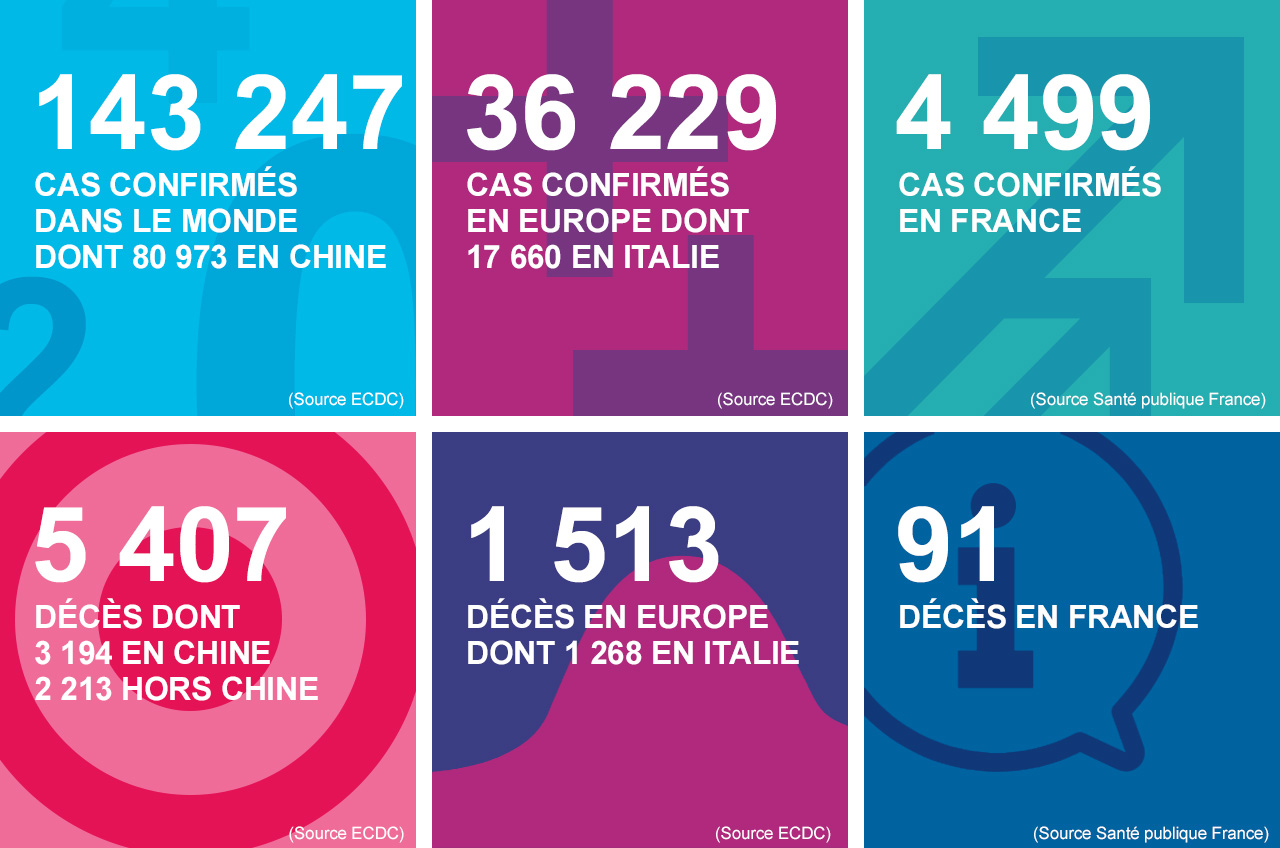 143 247
CAS CONFIRMÉS
DANS LE MONDE
DONT 80 973 EN CHINE
(Source ECDC)
36 229
CAS CONFIRMÉS
EN EUROPE DONT
17 660 EN ITALIE
(Source ECDC)
4 499
CAS CONFIRMÉS
EN FRANCE
(Source Santé publique France)
5 407
DÉCÈS DONT
3 194 EN CHINE
2 213 HORS CHINE
(Source ECDC)
1 513
DÉCÈS EN EUROPE
DONT 1 268 EN ITALIE
(Source ECDC)
91
DÉCÈS EN FRANCE
(Source Santé publique France)